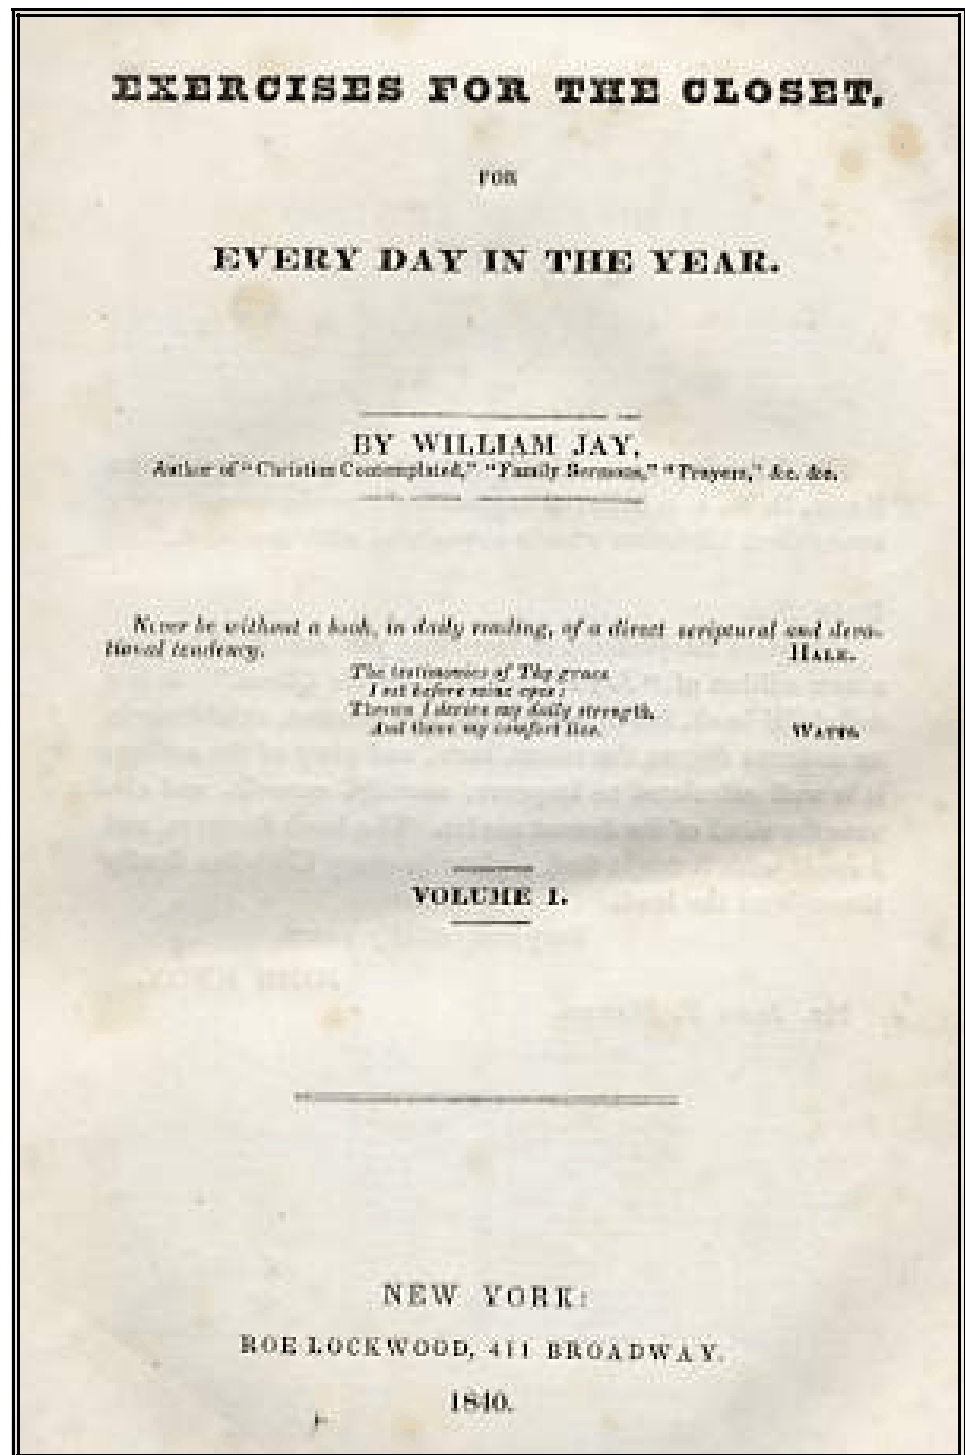 EXERCISES FOR THE CLOSET,
FOR
EVERY DAY IN THE YEAR.
BY WILLIAM JAY,
Author of "Christian Contemplated," "Family Sermons," "Prayers," &c. &c.
Never be without a book, in daily reading, of a direct scriptural and devo-
tional tendency.
HALE.
The testimonies of Thy grace
I set before mine eyes:
Thence I derive my daily strength,
And there my comfort lies.
WATTS.
VOLUME I.
NEW YORK:
ROE LOCKWOOD, 411 BROADWAY.
1840.